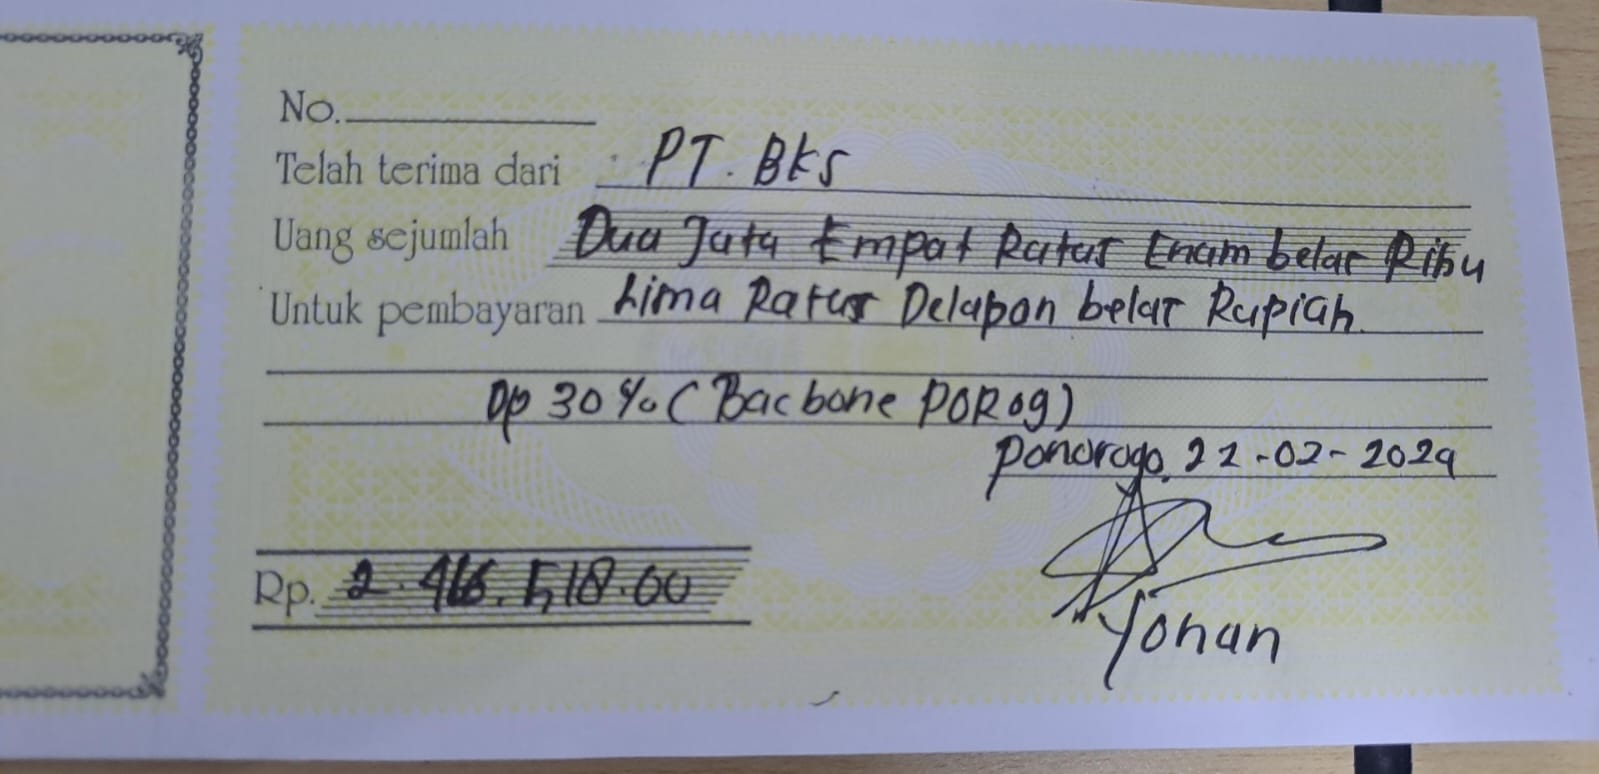 No.
Telah terima dari : PT. BKS
Uang sejumlah Dua Juta Empat Ratus Enam belas Ribu
Untuk pembayaran Lima Ratus Delapan belas Rupiah
Dp 30% ( Bacbone POROG)
Ponorogo, 22-02-2024
Rp. 2.416.518.00
Yohan